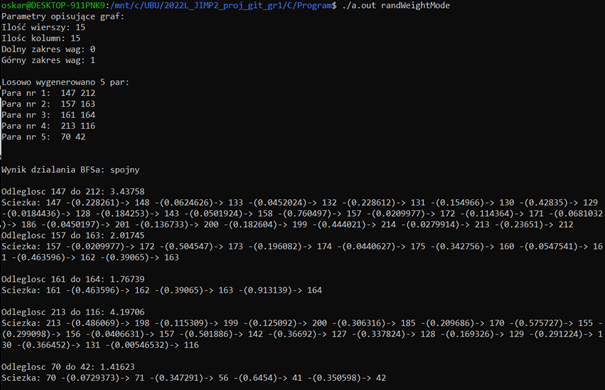 oskar@DESKTOP-911PNK9:/mnt/c/UBU/2022L_JIMP2_proj_git_gr1/C/Program$ ./a.out randWeightMode
Parametry opisujące graf:
Ilość wierszy: 15
Ilośc kolumn: 15
Dolny zakres wag: 0
Górny zakres wag: 1
Losowo wygenerowano 5 par:
Para nr 1:  147 212
Para nr 2:  157 163
Para nr 3:  161 164
Para nr 4:  213 116
Para nr 5:  70 42
Wynik dzialania BFSa: spojny
Odleglosc 147 do 212: 3.43758
Sciezka: 147 -(0.228261)-> 148 -(0.0624626)-> 133 -(0.0452024)-> 132 -(0.228612)-> 131 -(0.154966)-> 130 -(0.42835)-> 129
-(0.0184436)-> 128 -(0.184253)-> 143 -(0.0501924)-> 158 -(0.760497)-> 157 -(0.0209977)-> 172 -(0.114364)-> 171 -(0.0681032
)-> 186 -(0.0450197)-> 201 -(0.136733)-> 200 -(0.182604)-> 199 -(0.444021)-> 214 -(0.0279914)-> 213 -(0.23651)-> 212
Odleglosc 157 do 163: 2.01745
Sciezka: 157 -(0.0209977)-> 172 -(0.504547)-> 173 -(0.196082)-> 174 -(0.0440627)-> 175 -(0.342756)-> 160 -(0.0547541)-> 16
1 -(0.463596)-> 162 -(0.39065)-> 163
Odleglosc 161 do 164: 1.76739
Sciezka: 161 -(0.463596)-> 162 -(0.39065)-> 163 -(0.913139)-> 164
Odleglosc 213 do 116: 4.19706
Sciezka: 213 -(0.486069)-> 198 -(0.115309)-> 199 -(0.125092)-> 200 -(0.306316)-> 185 -(0.209686)-> 170 -(0.575727)-> 155 -
(0.299098)-> 156 -(0.0406631)-> 157 -(0.501886)-> 142 -(0.36692)-> 127 -(0.337824)-> 128 -(0.169326)-> 129 -(0.291224)-> 1
30 -(0.366452)-> 131 -(0.00546532)-> 116
Odleglosc 70 do 42: 1.41623
Sciezka: 70 -(0.0729373)-> 71 -(0.347291)-> 56 -(0.6454)-> 41 -(0.350598)-> 42